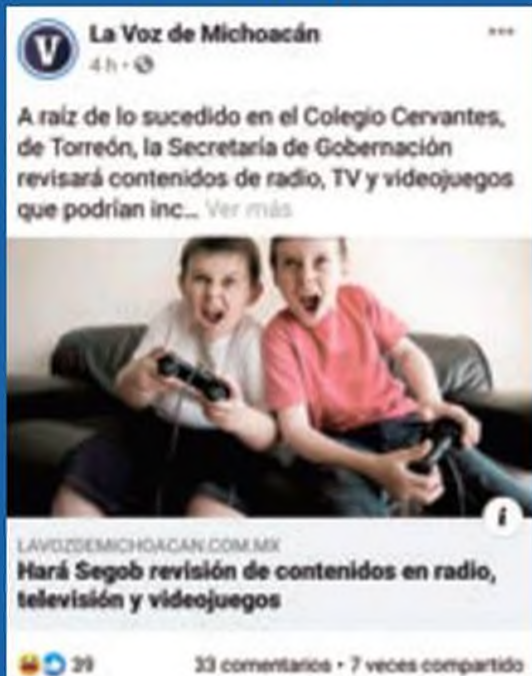 V
La Voz de Michoacán
4 h
A raíz de lo sucedido en el Colegio Cervantes,
de Torreón, la Secretaría de Gobernación
revisará contenidos de radio, TV y videojuegos
que podrían inc... Ver más
i
LAVOZDEMICHOACAN.COM.MX
Hará Segob revisión de contenidos en radio,
televisión y videojuegos
39 33 comentarios • 7 veces compartido